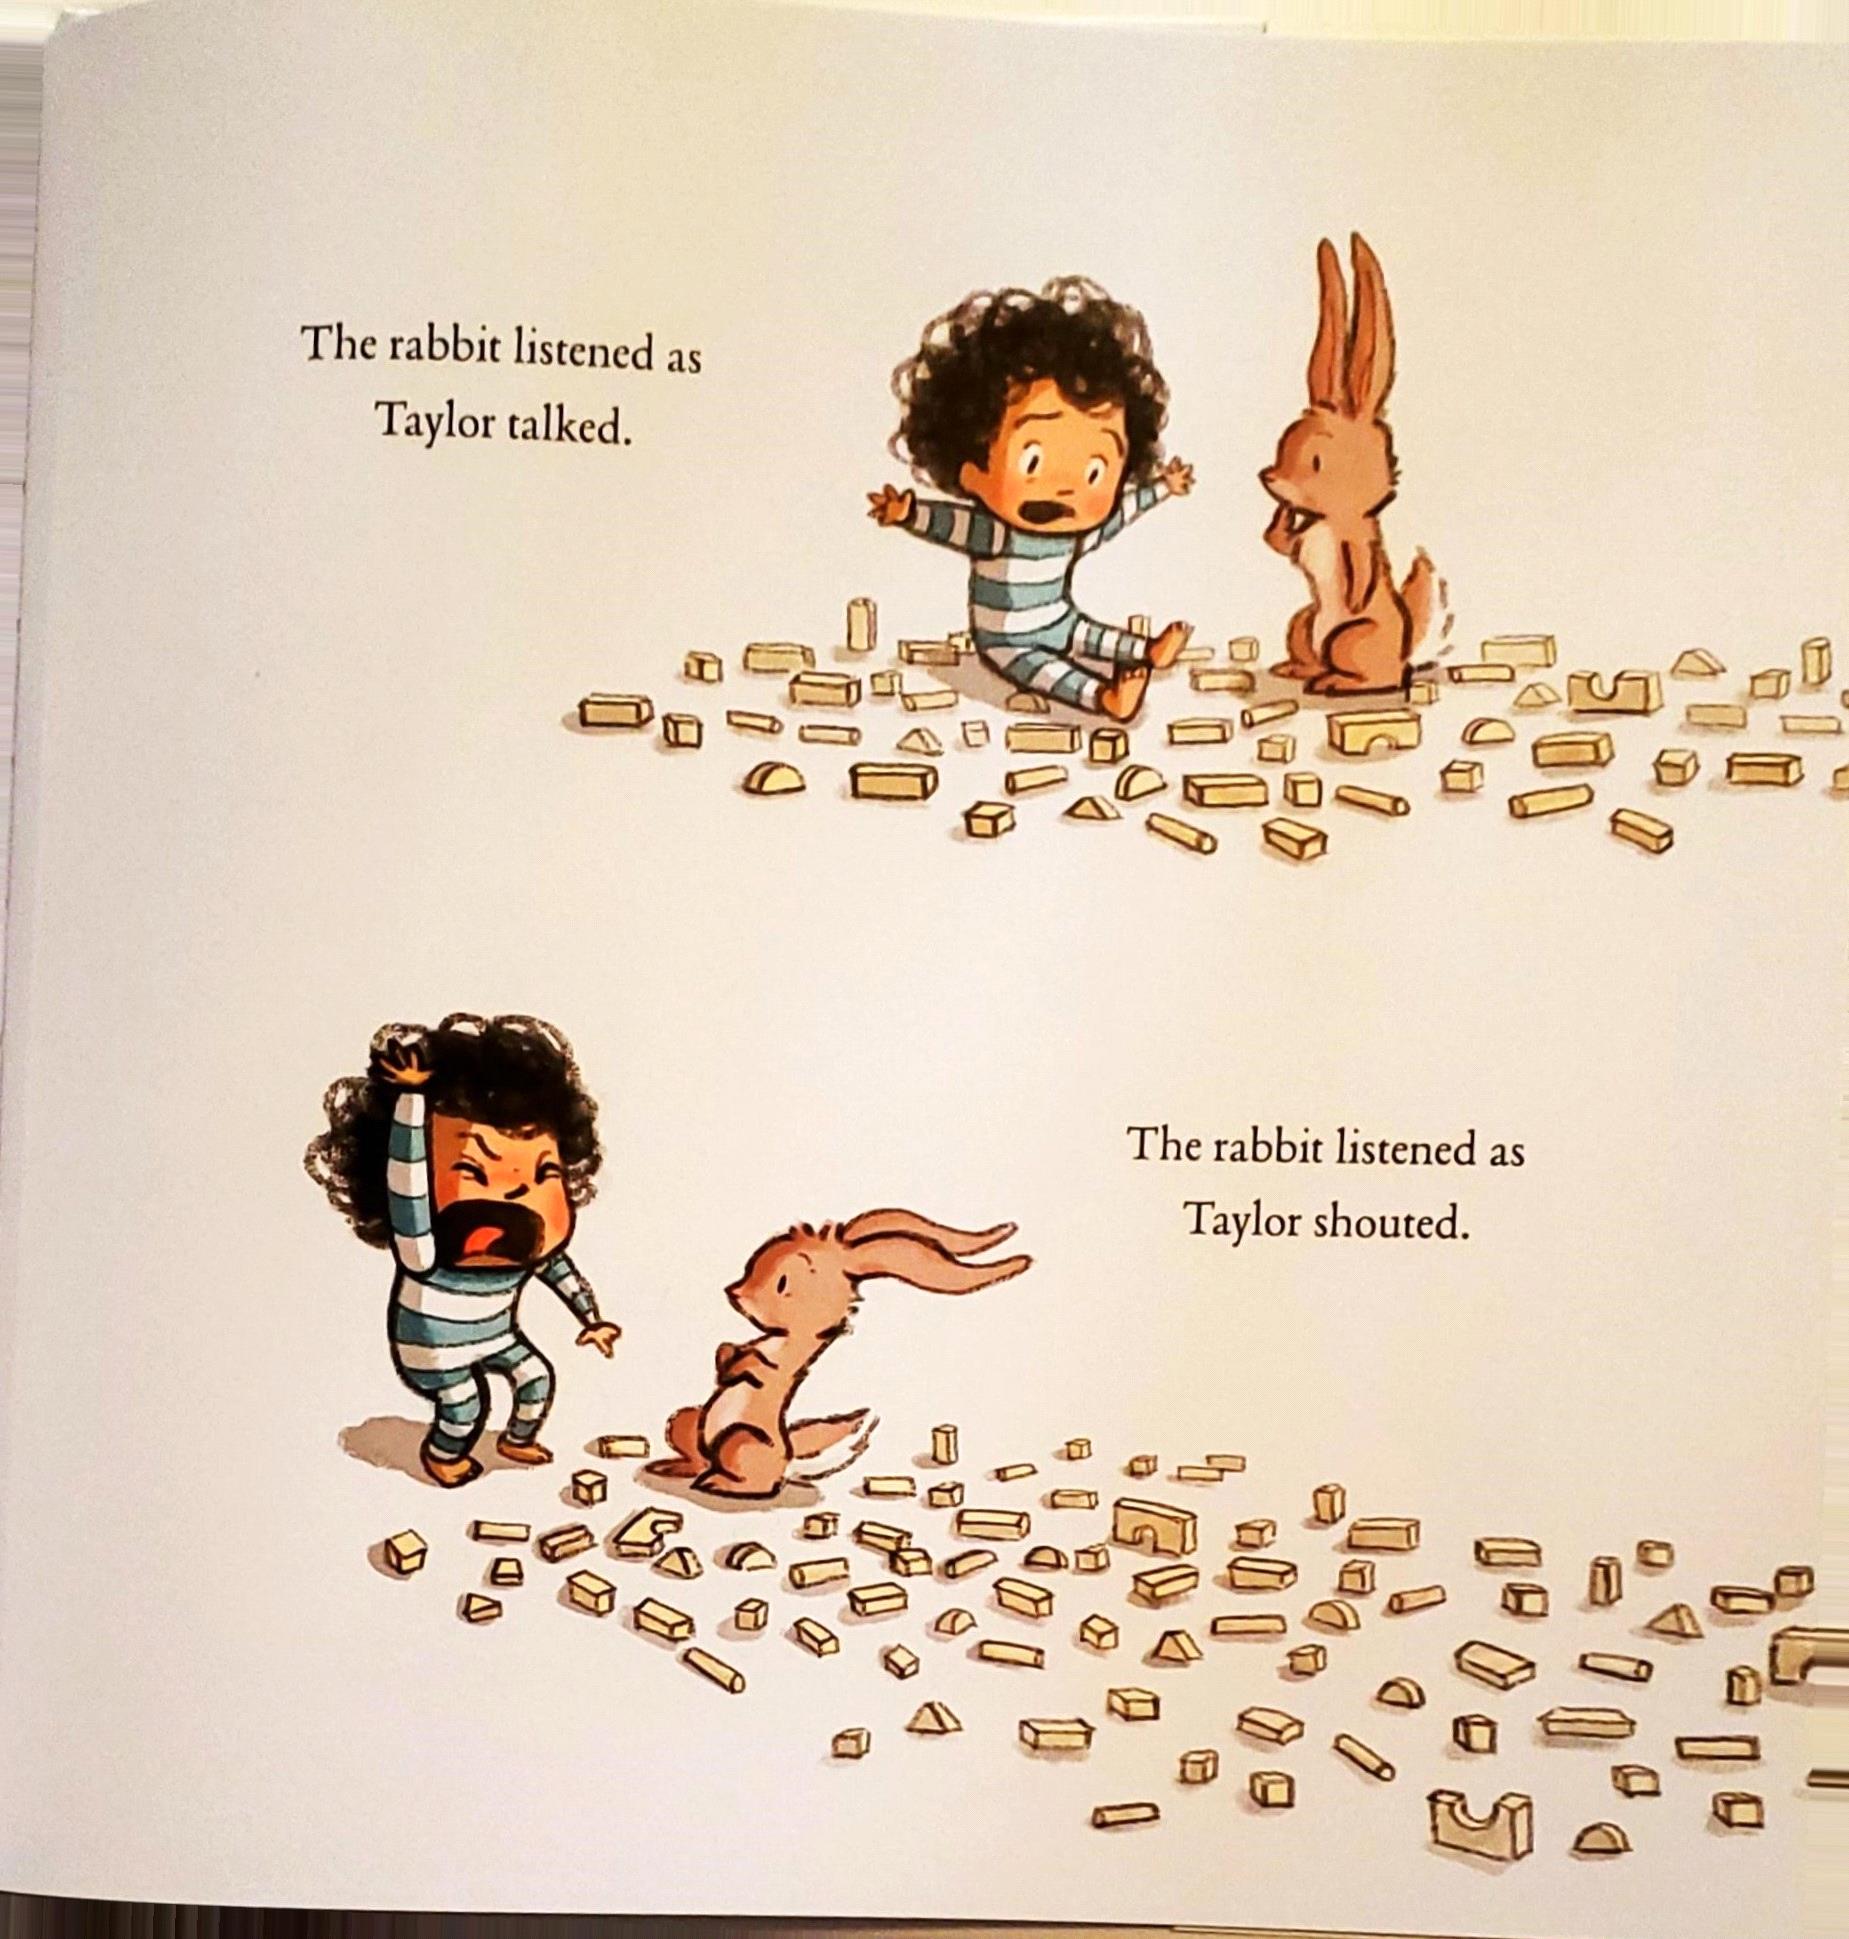 The rabbit listened as
Taylor talked.
The rabbit listened as
Taylor shouted.